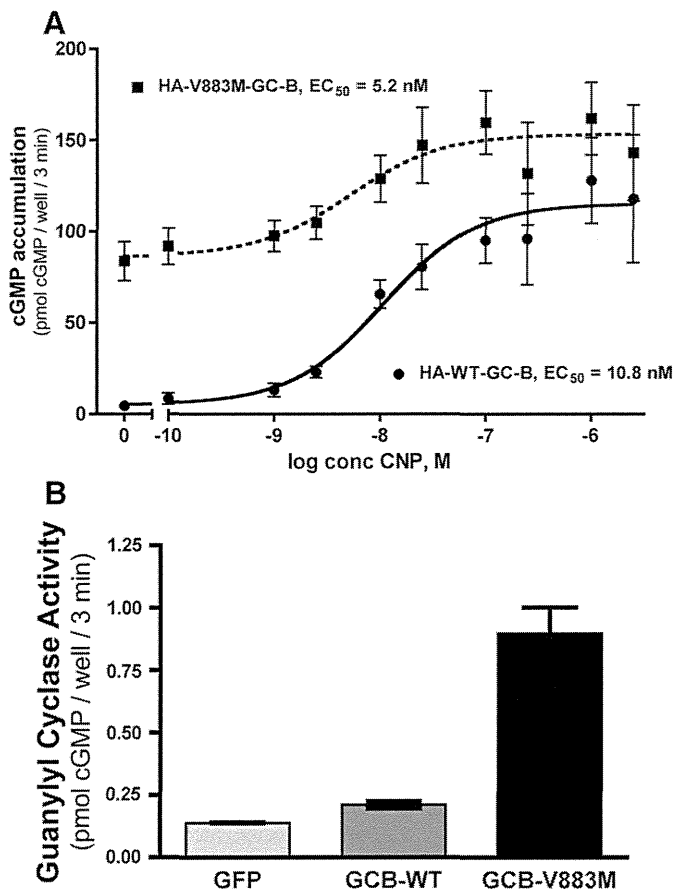 A
200
150
100
50
0
cGMP accumulation
(pmol cGMP / well / 3 min)
HA-V883M-GC-B, EC50 = 5.2 nM
HA-WT-GC-B, EC50 = 10.8 nM
0 -10 -9 -8 -7 -6
log conc CNP, M
B
Guanylyl Cyclase Activity
(pmol cGMP / well / 3 min)
1.25
1.00
0.75
0.50
0.25
0.00
GFP GCB-WT GCB-V883M